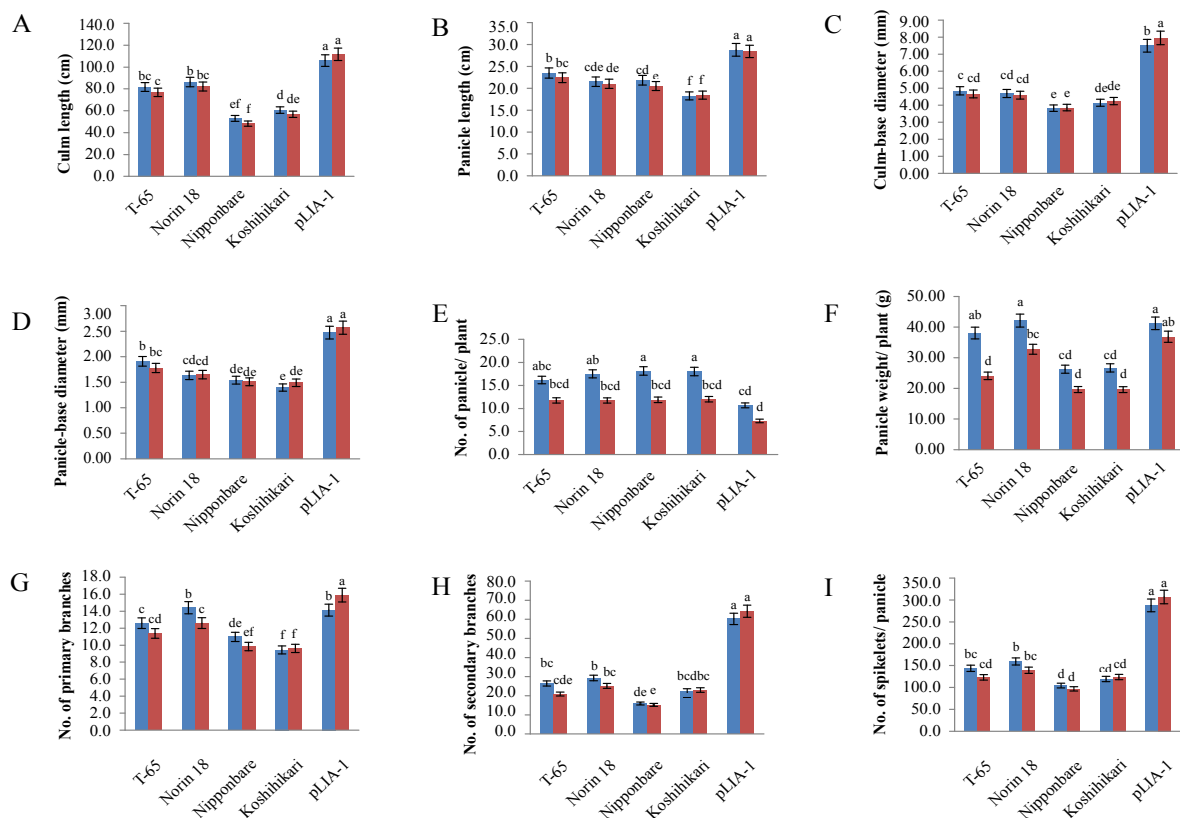 A
Culm length (cm)
140.0
120.0
100.0
80.0
60.0
40.0
20.0
0.0
bc c
b bc
ef f
d de
a a
T-65
Norin 18
Nipponbare
Koshihikari
pLIA-1
B
Panicle length (cm)
35.0
30.0
25.0
20.0
15.0
10.0
5.0
0.0
b bc
cde de
cd e
f f
a a
T-65
Norin 18
Nipponbare
Koshihikari
pLIA-1
C
Culm-base diameter (mm)
9.00
8.00
7.00
6.00
5.00
4.00
3.00
2.00
1.00
0.00
c cd
cd cd
e e
de de
a a
T-65
Norin 18
Nipponbare
Koshihikari
pLIA-1
D
Panicle-base diameter (mm)
3.00
2.50
2.00
1.50
1.00
0.50
0.00
b bc
cd cd
de de
e de
a a
T-65
Norin 18
Nipponbare
Koshihikari
pLIA-1
E
No. of panicle/ plant
25.0
20.0
15.0
10.0
5.0
0.0
abc bcd
ab bcd
a bcd
a bcd
cd d
T-65
Norin 18
Nipponbare
Koshihikari
pLIA-1
F
Panicle weight/ plant (g)
50.00
40.00
30.00
20.00
10.00
0.00
ab d
a bc
cd d
cd d
a ab
T-65
Norin 18
Nipponbare
Koshihikari
pLIA-1
G
No. of primary branches
18.0
16.0
14.0
12.0
10.0
8.0
6.0
4.0
2.0
0.0
c cd
b c
de ef
f f
b a
T-65
Norin 18
Nipponbare
Koshihikari
pLIA-1
H
No. of secondary branches
80.0
70.0
60.0
50.0
40.0
30.0
20.0
10.0
0.0
bc cde
b bc
de e
bcdbc
a a
T-65
Norin 18
Nipponbare
Koshihikari
pLIA-1
I
No. of spikelets/ panicle
350.0
300.0
250.0
200.0
150.0
100.0
50.0
0.0
bc cd
b bc
d d
cd cd
a a
T-65
Norin 18
Nipponbare
Koshihikari
pLIA-1